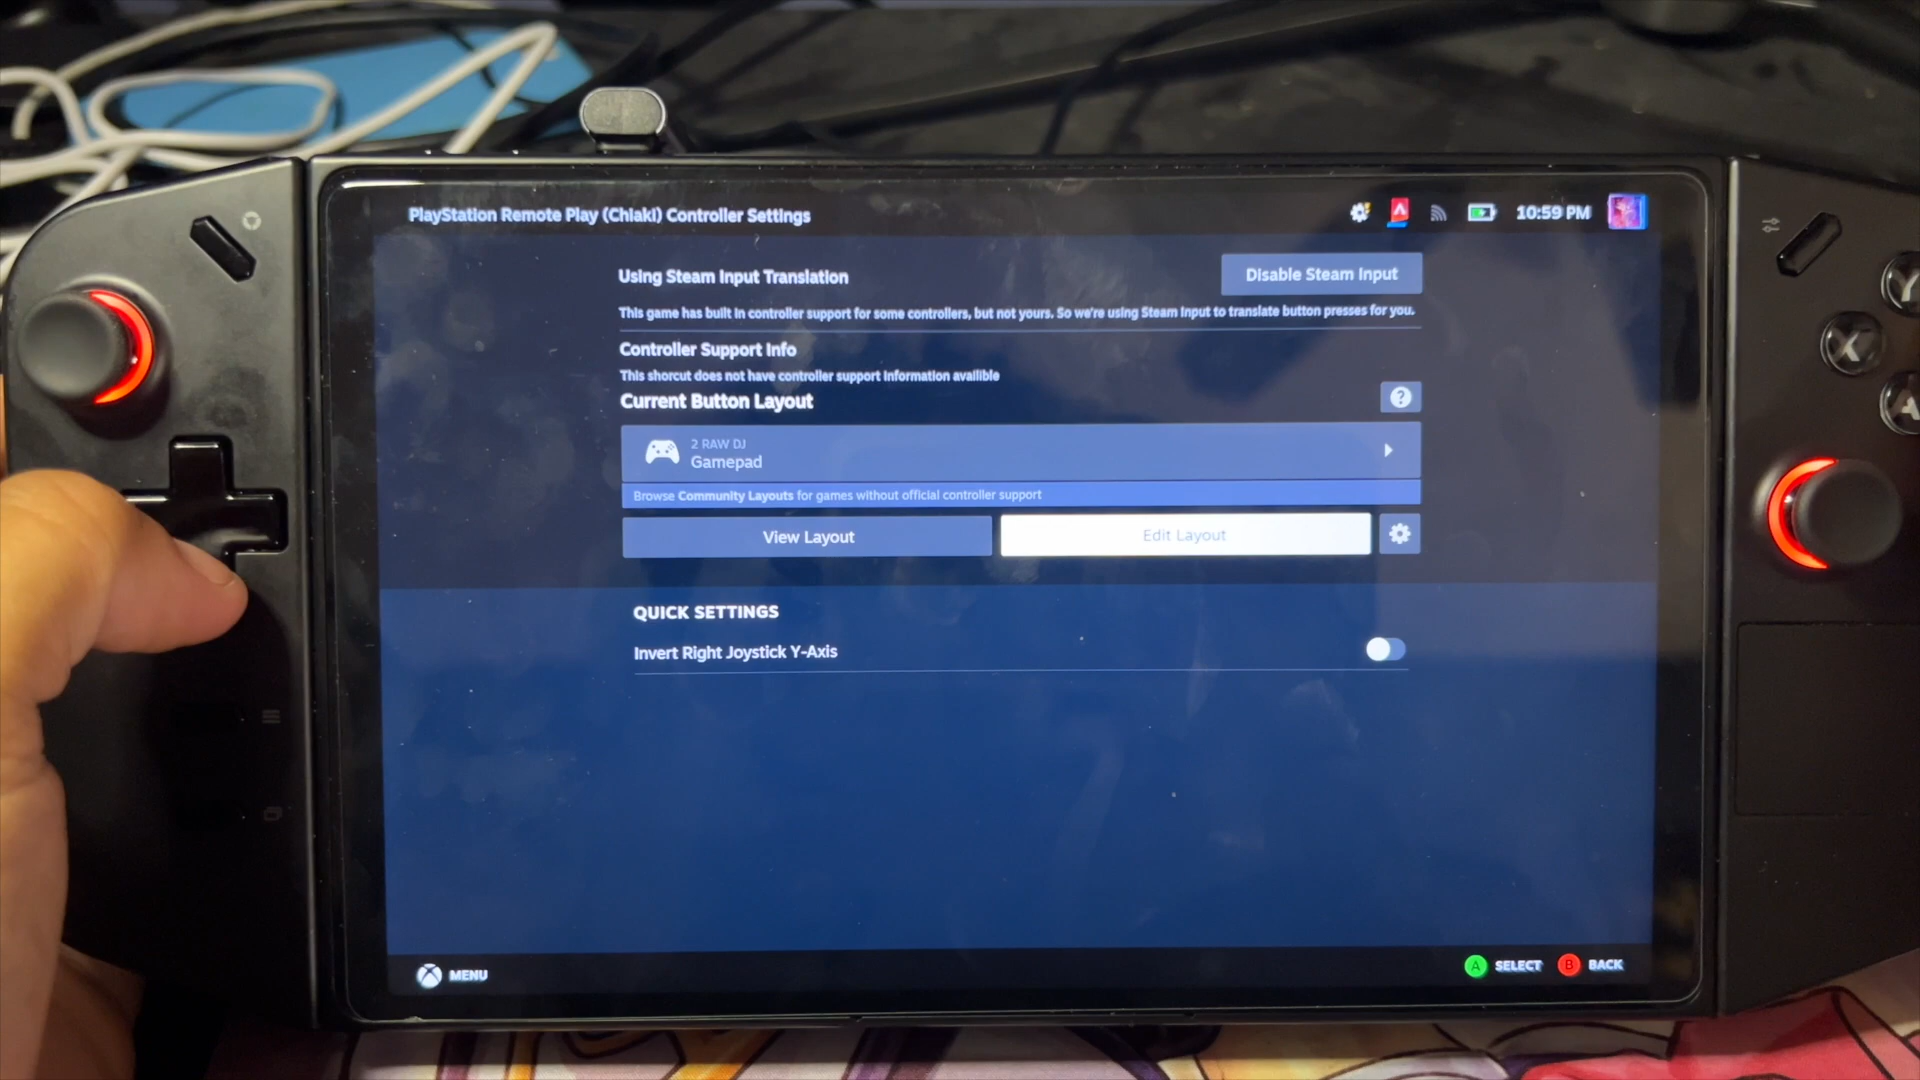 PlayStation Remote Play (Chiaki) Controller Settings
10:59 PM
Using Steam Input Translation
Disable Steam Input
This game has built in controller support for some controllers, but not yours. So we're using Steam Input to translate button presses for you.
Controller Support Info
This shorcut does not have controller support information availible
Current Button Layout
?
2 RAW DJ
Gamepad
Browse Community Layouts for games without official controller support
View Layout
Edit Layout
QUICK SETTINGS
Invert Right Joystick Y-Axis
MENU
A SELECT
B BACK
Y
X
A